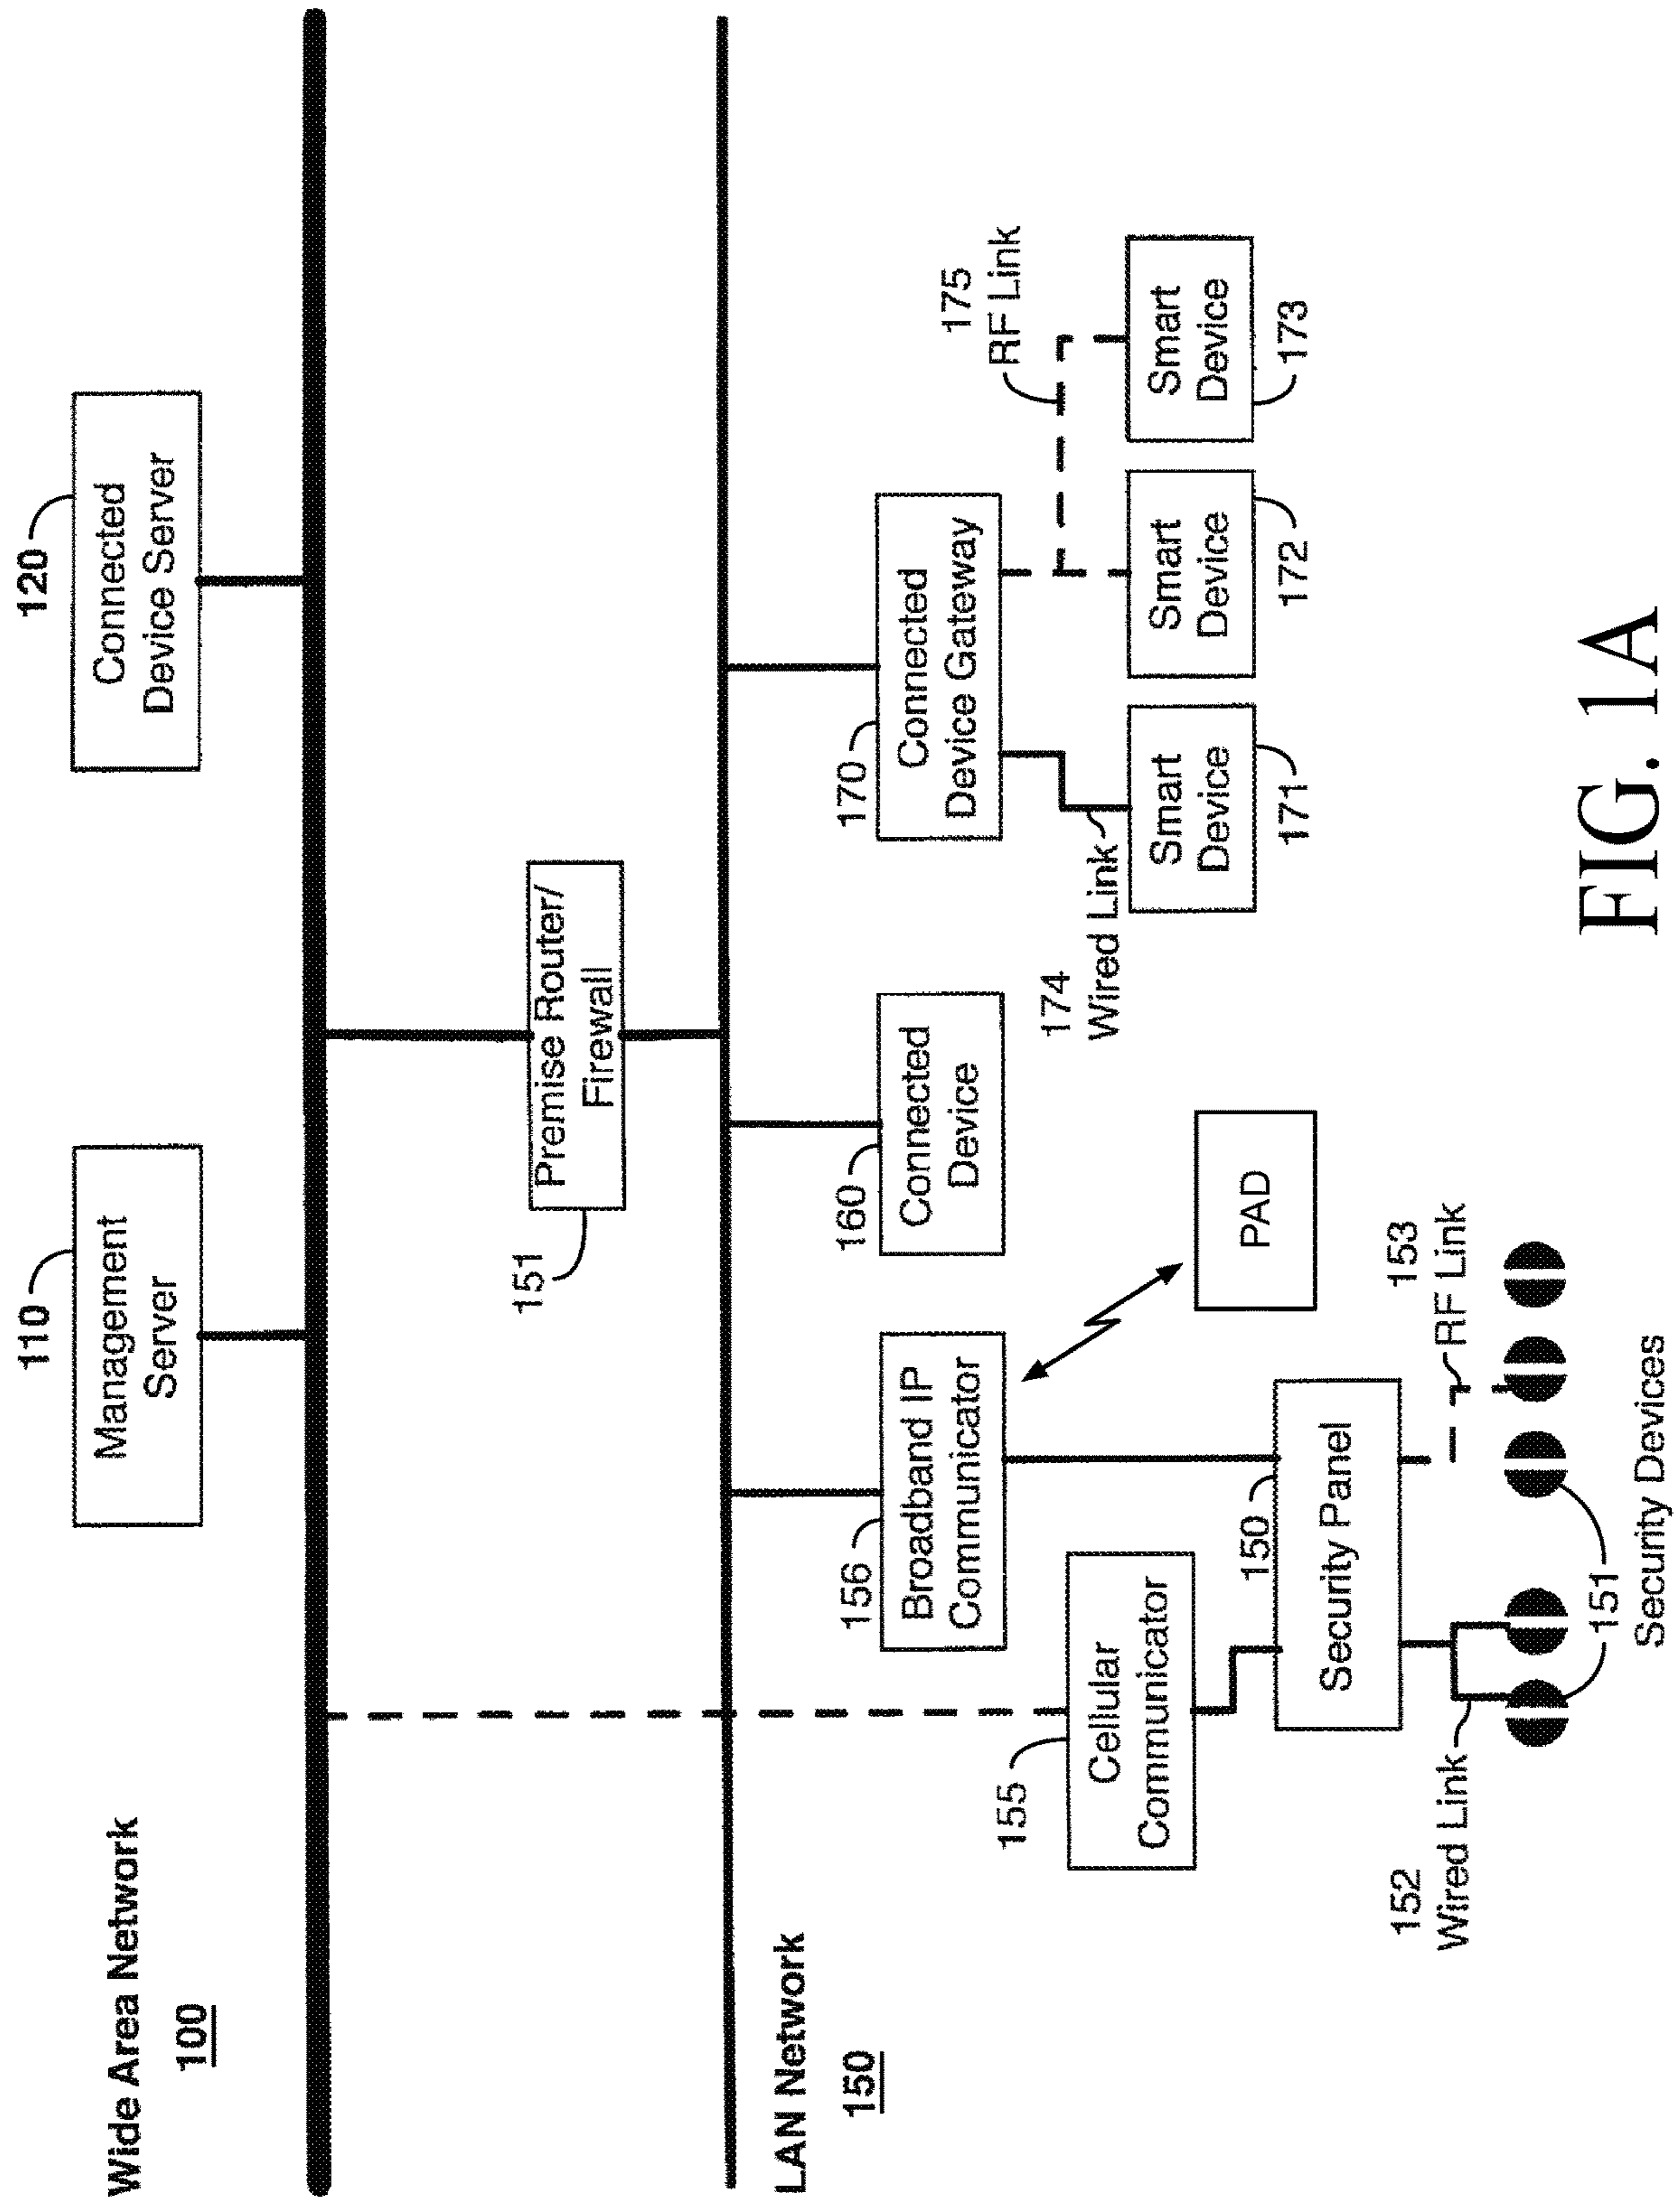 Wide Area Network
100
110
Management
Server
120
Connected
Device Server
151
Premise Router/
Firewall
LAN Network
150
155
Cellular
Communicator
156
Broadband IP
Communicator
160
Connected
Device
170
Connected
Device Gateway
PAD
150
Security Panel
152
Wired Link
153
RF Link
151
Security Devices
174
Wired Link
175
RF Link
Smart
Device
171
Smart
Device
172
Smart
Device
173
FIG. 1A